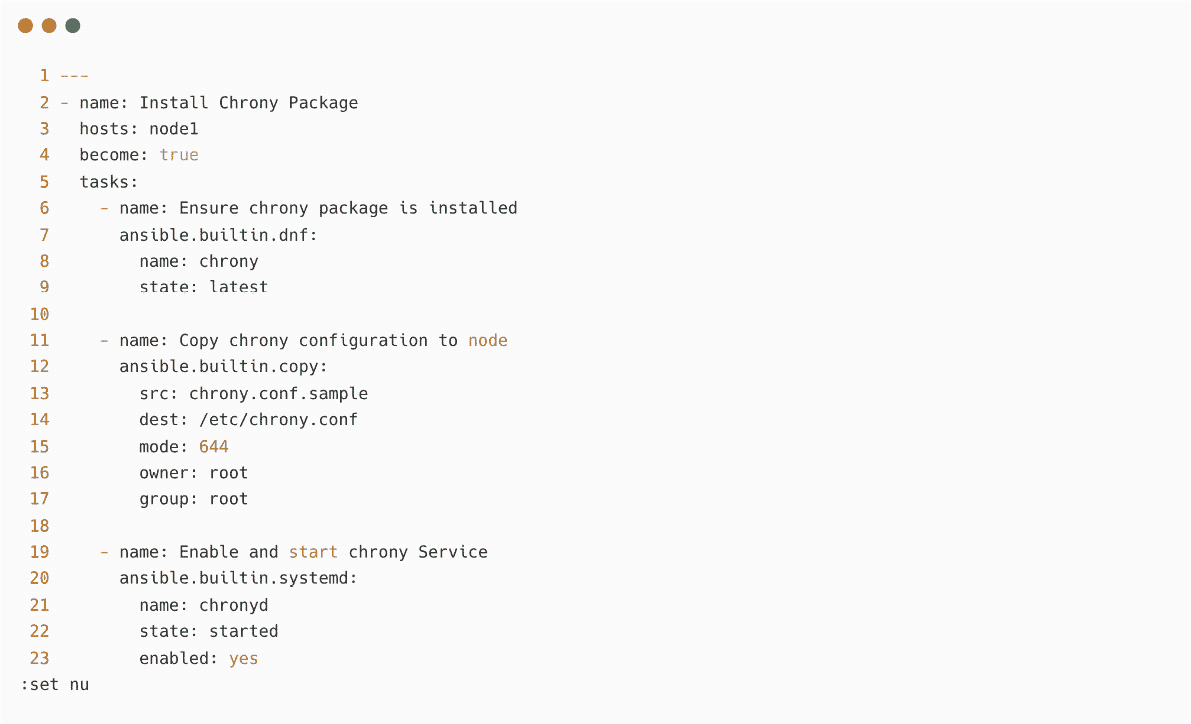 1 ---
2 - name: Install Chrony Package
3   hosts: node1
4   become: true
5   tasks:
6     - name: Ensure chrony package is installed
7       ansible.builtin.dnf:
8         name: chrony
9         state: latest
10
11     - name: Copy chrony configuration to node
12       ansible.builtin.copy:
13         src: chrony.conf.sample
14         dest: /etc/chrony.conf
15         mode: 644
16         owner: root
17         group: root
18
19     - name: Enable and start chrony Service
20       ansible.builtin.systemd:
21         name: chronyd
22         state: started
23         enabled: yes
:set nu